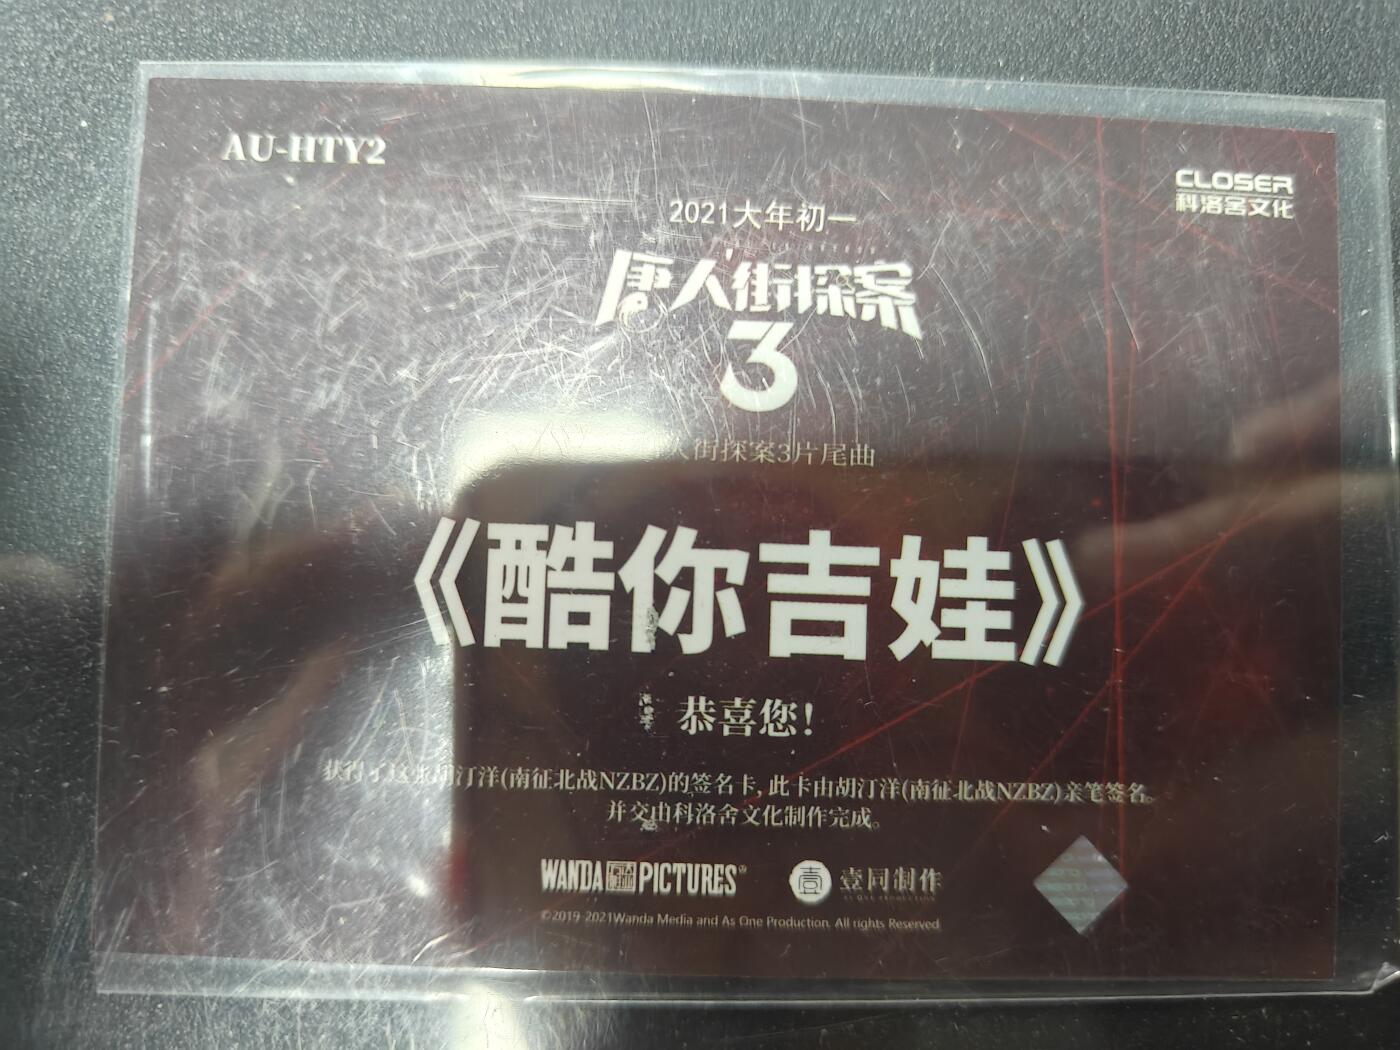 AU-HTY2
CLOSER
科洛舍文化
2021大年初一
唐人街探案
3
人街探案3片尾曲
《酷你吉娃》
恭喜您!
获得了这张胡汀洋(南征北战NZBZ)的签名卡, 此卡由胡汀洋(南征北战NZBZ)亲笔签名。
并交由科洛舍文化制作完成。
WANDA PICTURES
壹同制作
©2019-2021Wanda Media and As One Production. All rights Reserved